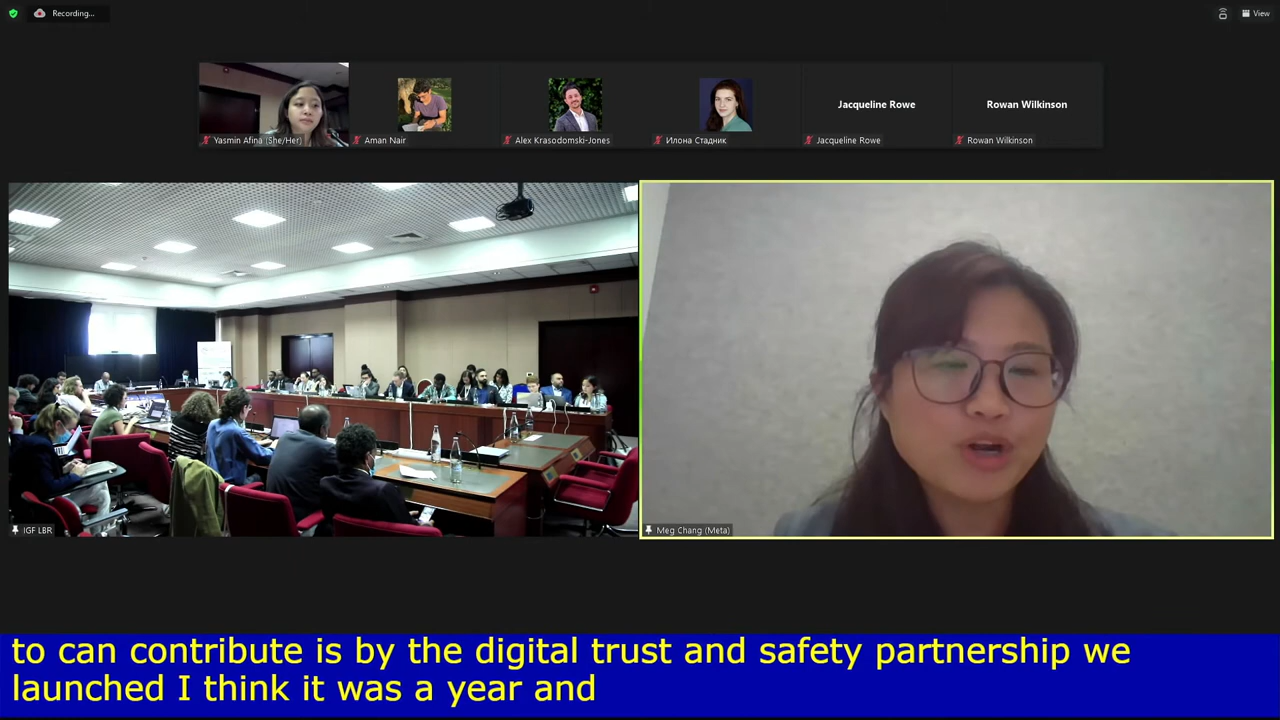 Recording...
View
Jacqueline Rowe
Rowan Wilkinson
Yasmin Afina (She/Her)
Aman Nair
Alex Krasodomski-Jones
Илона Стадник
Jacqueline Rowe
Rowan Wilkinson
IGF LBR
Meg Chang (Meta)
to can contribute is by the digital trust and safety partnership we
launched I think it was a year and